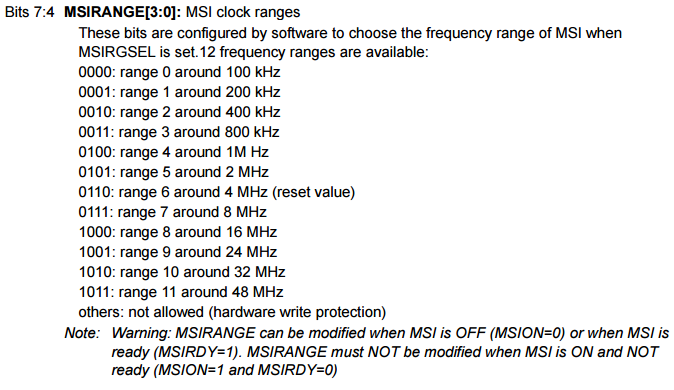 Bits 7:4 MSIRANGE[3:0]: MSI clock ranges
These bits are configured by software to choose the frequency range of MSI when
MSIRGSEL is set.12 frequency ranges are available:
0000: range 0 around 100 kHz
0001: range 1 around 200 kHz
0010: range 2 around 400 kHz
0011: range 3 around 800 kHz
0100: range 4 around 1M Hz
0101: range 5 around 2 MHz
0110: range 6 around 4 MHz (reset value)
0111: range 7 around 8 MHz
1000: range 8 around 16 MHz
1001: range 9 around 24 MHz
1010: range 10 around 32 MHz
1011: range 11 around 48 MHz
others: not allowed (hardware write protection)
Note: Warning: MSIRANGE can be modified when MSI is OFF (MSION=0) or when MSI is
ready (MSIRDY=1). MSIRANGE must NOT be modified when MSI is ON and NOT
ready (MSION=1 and MSIRDY=0)